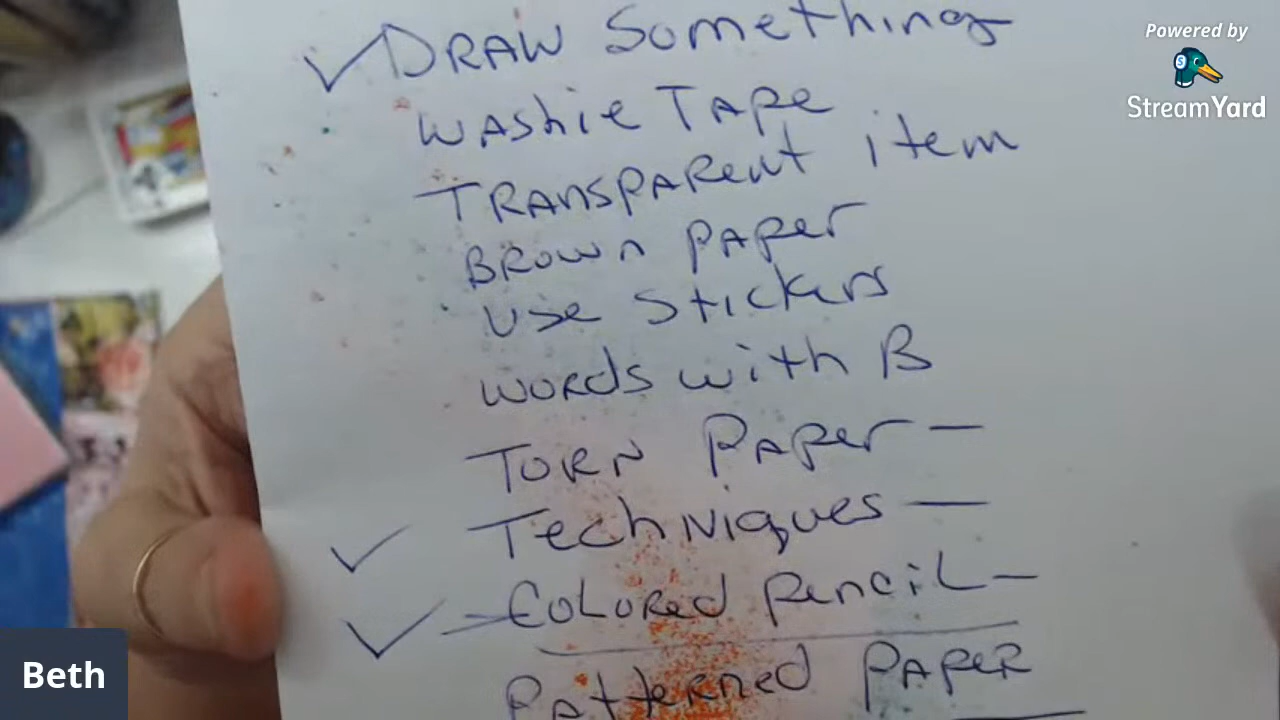 Powered by
StreamYard
✓ DRAW Something
WAShie TAPe
TRANSPARent item
BROWn PAPer
Use Stickers
WORDS with B
TORN PAPer —
✓ Techniques —
✓ — COLORed PenciL —
PatteRned PAPER
Beth